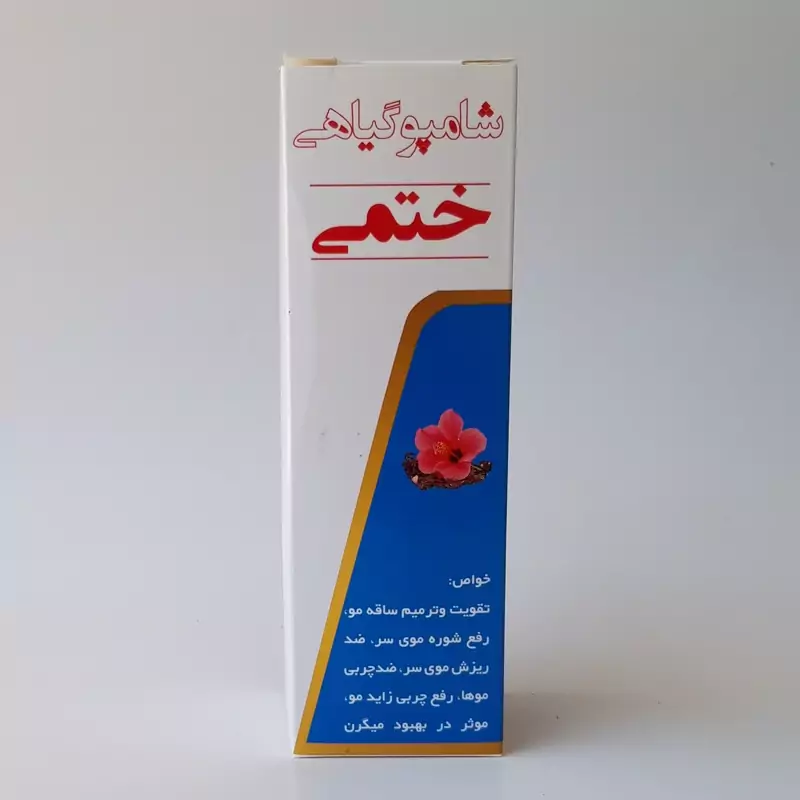 شامپو گیاهی
ختمی
خواص:
تقویت وترمیم ساقه مو،
رفع شوره موی سر، ضد
ریزش موی سر، ضدچربی
موها، رفع چربی زاید مو،
موثر در بهبود میگرن